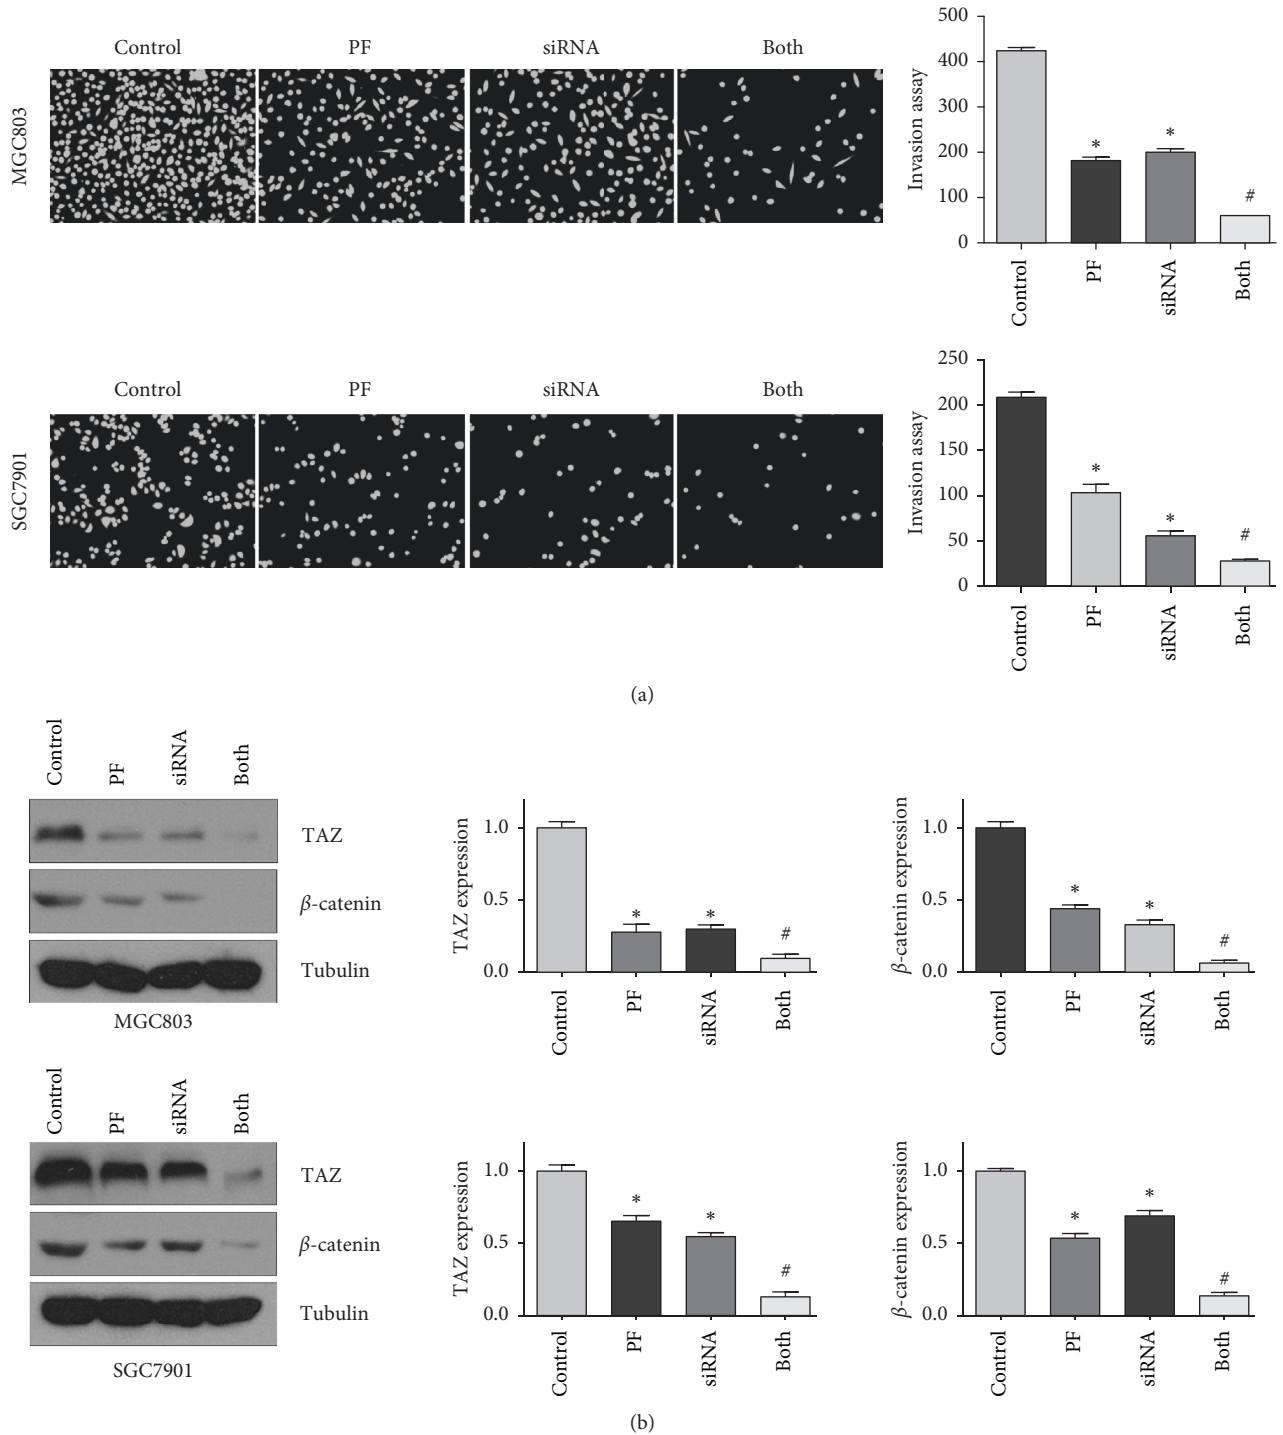 Control PF siRNA Both
MGC803
500
400
300
200
100
0
Invasion assay
* * #
Control PF siRNA Both
Control PF siRNA Both
SGC7901
250
200
150
100
50
0
Invasion assay
* * #
Control PF siRNA Both
(a)
Control PF siRNA Both
TAZ
β-catenin
Tubulin
MGC803
1.0
0.5
0.0
TAZ expression
* * #
Control PF siRNA Both
1.0
0.5
0.0
β-catenin expression
* * #
Control PF siRNA Both
Control PF siRNA Both
TAZ
β-catenin
Tubulin
SGC7901
1.0
0.5
0.0
TAZ expression
* * #
Control PF siRNA Both
1.0
0.5
0.0
β-catenin expression
* * #
Control PF siRNA Both
(b)